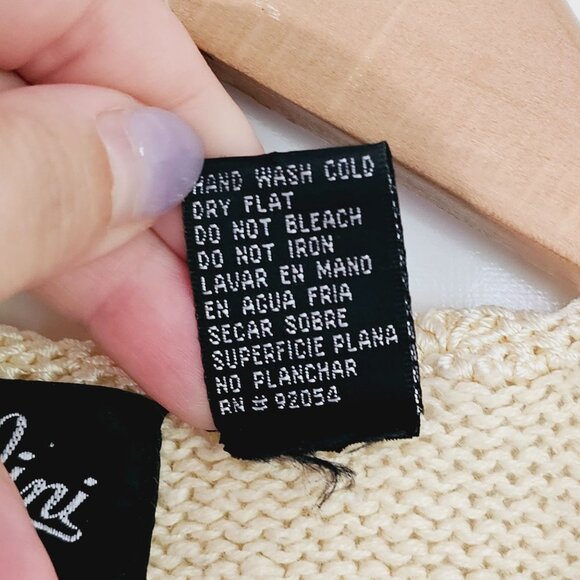 HAND WASH COLD
DRY FLAT
DO NOT BLEACH
DO NOT IRON
LAVAR EN MANO
EN AGUA FRIA
SECAR SOBRE
SUPERFICIE PLANA
NO PLANCHAR
RN # 92054